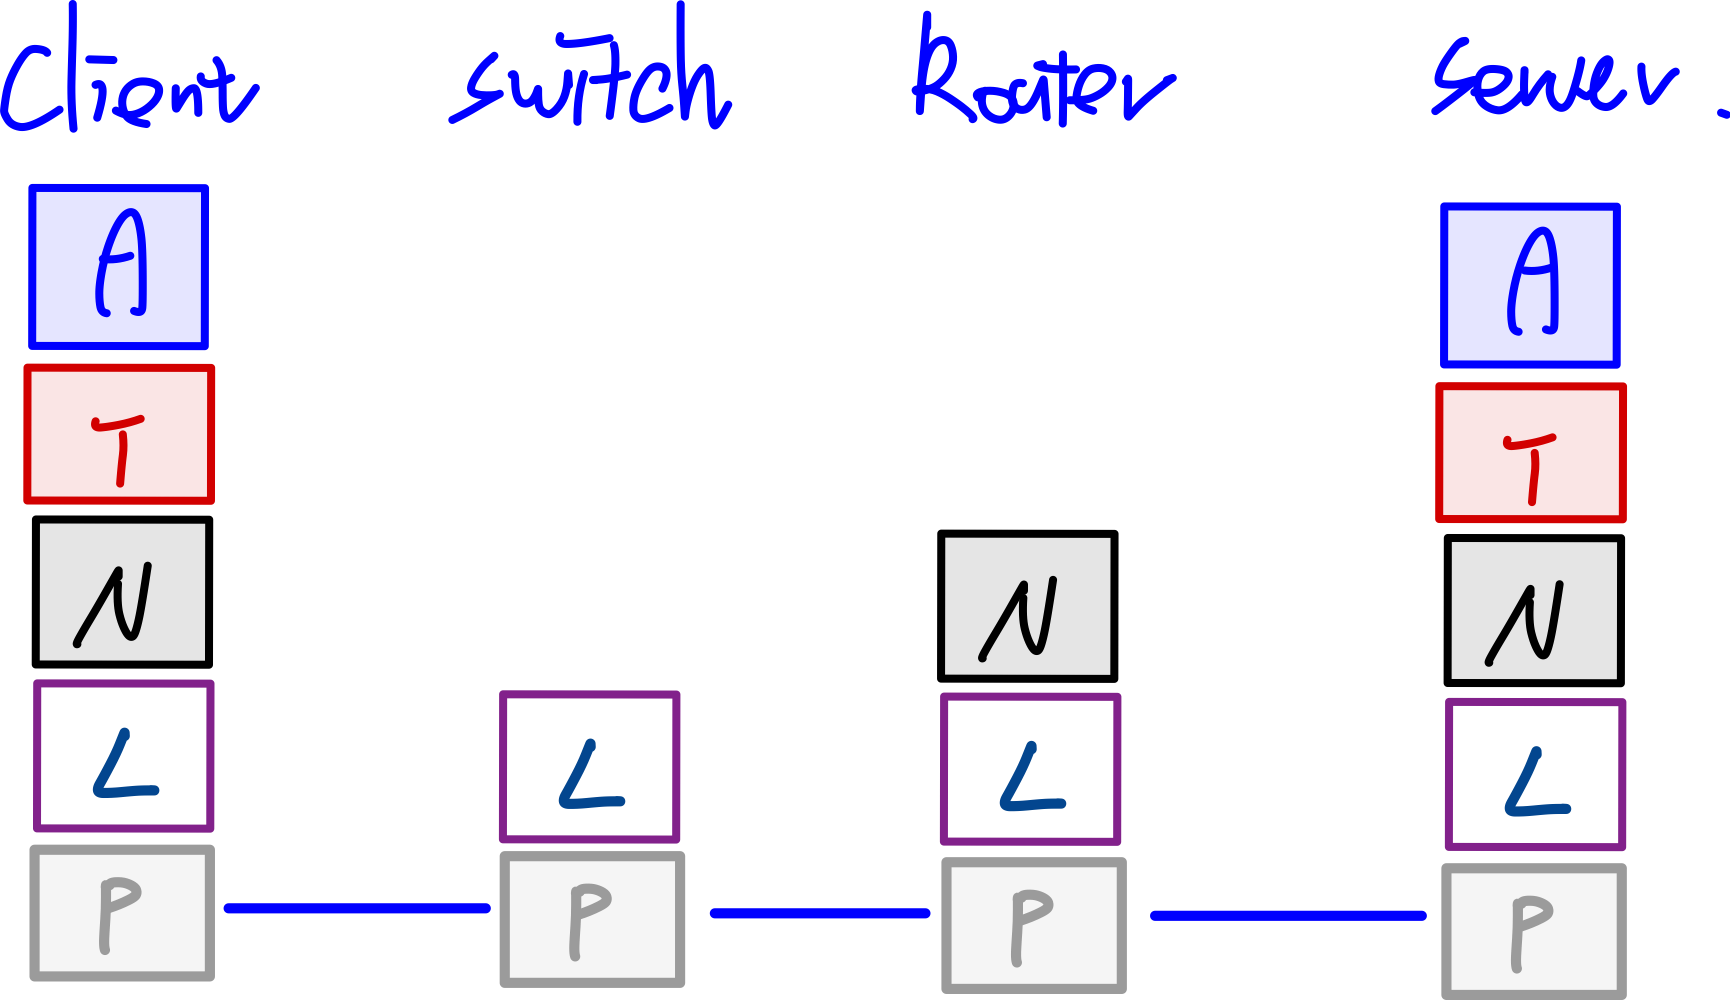 Client switch Router server.
A A
T T
N N N
L L L L
P P P P